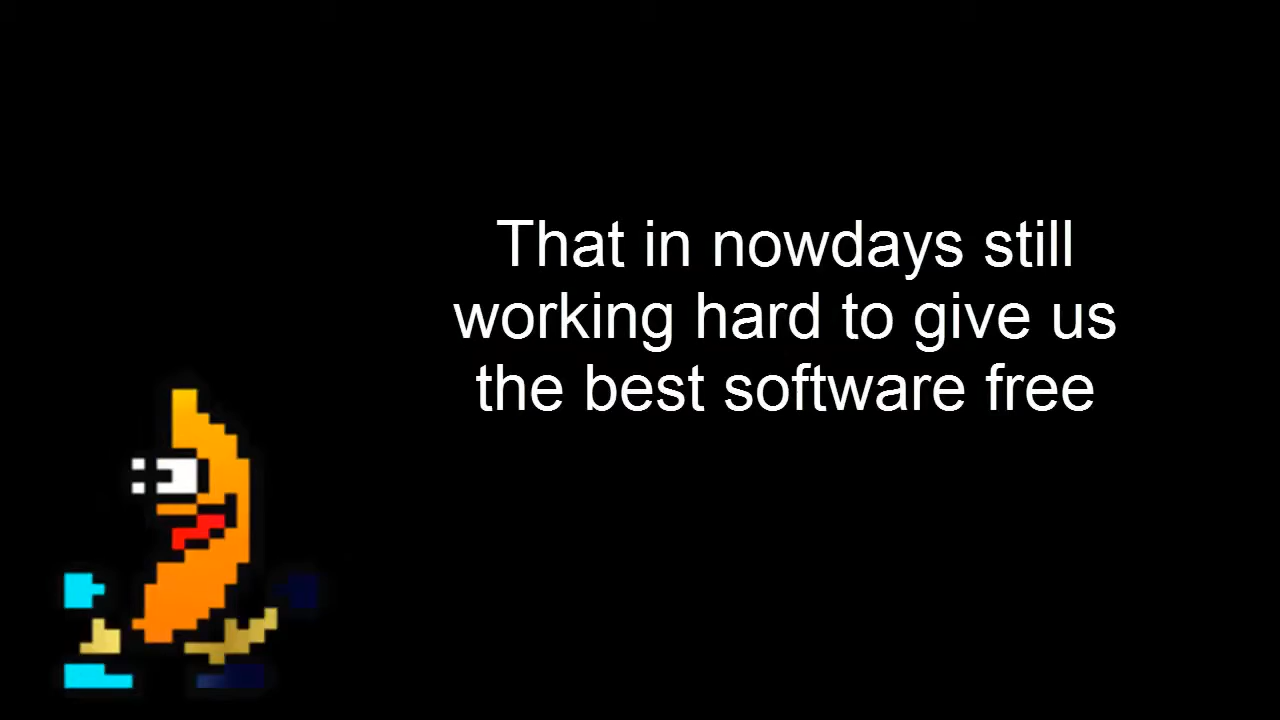 That in nowdays still
working hard to give us
the best software free